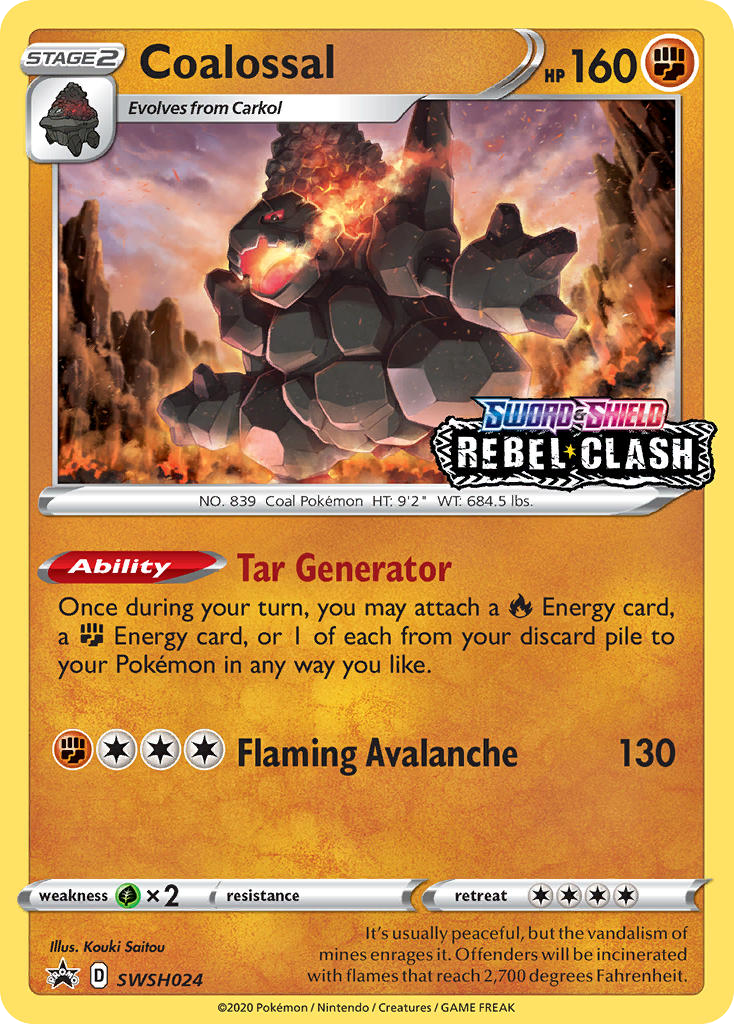 STAGE 2 Coalossal HP 160
Evolves from Carkol
SWORD & SHIELD
REBEL CLASH
NO. 839 Coal Pokémon HT: 9'2" WT: 684.5 lbs.
Ability Tar Generator
Once during your turn, you may attach a Energy card,
a Energy card, or 1 of each from your discard pile to
your Pokémon in any way you like.
Flaming Avalanche 130
weakness ×2 resistance retreat
Illus. Kouki Saitou
It's usually peaceful, but the vandalism of
mines enrages it. Offenders will be incinerated
with flames that reach 2,700 degrees Fahrenheit.
PROMO D SWSH024
©2020 Pokémon / Nintendo / Creatures / GAME FREAK